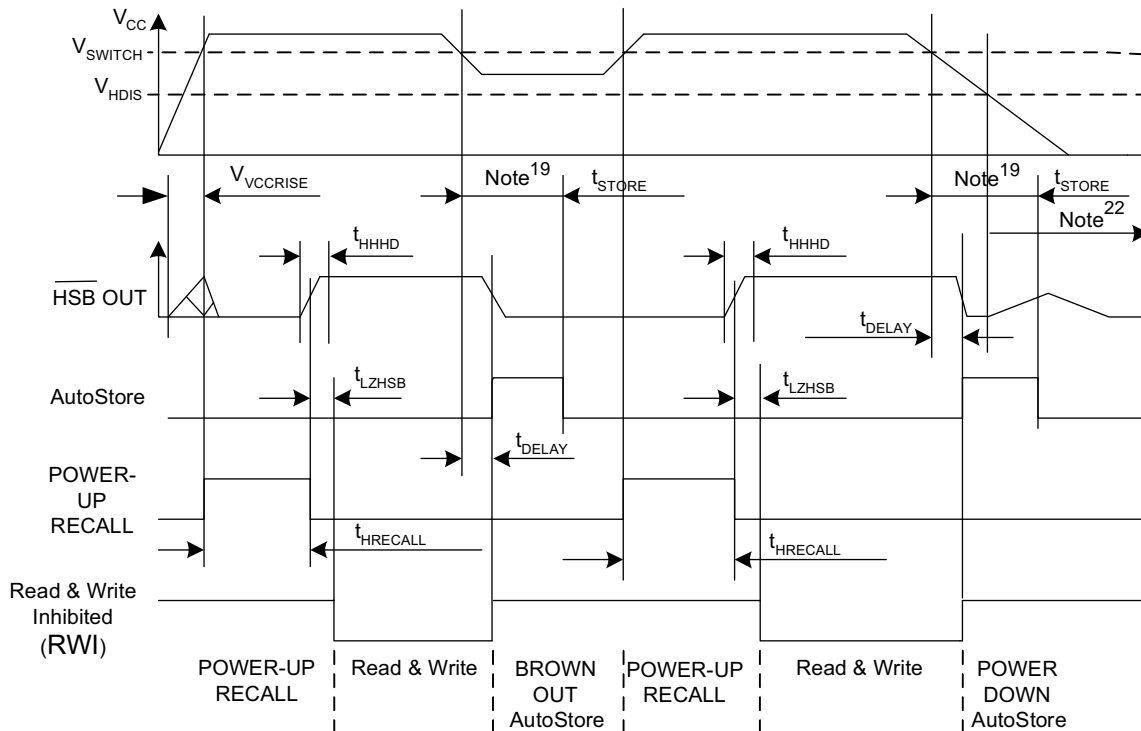 VCC
VSWITCH
VHDIS
VVCCRISE
Note19
tSTORE
Note19
tSTORE
Note22
tHHHD
tHHHD
HSB OUT
tDELAY
tLZHSB
tLZHSB
AutoStore
tDELAY
POWER-
UP
RECALL
tHRECALL
tHRECALL
Read & Write
Inhibited
(RWI)
POWER-UP
RECALL
Read & Write
BROWN
OUT
AutoStore
POWER-UP
RECALL
Read & Write
POWER
DOWN
AutoStore